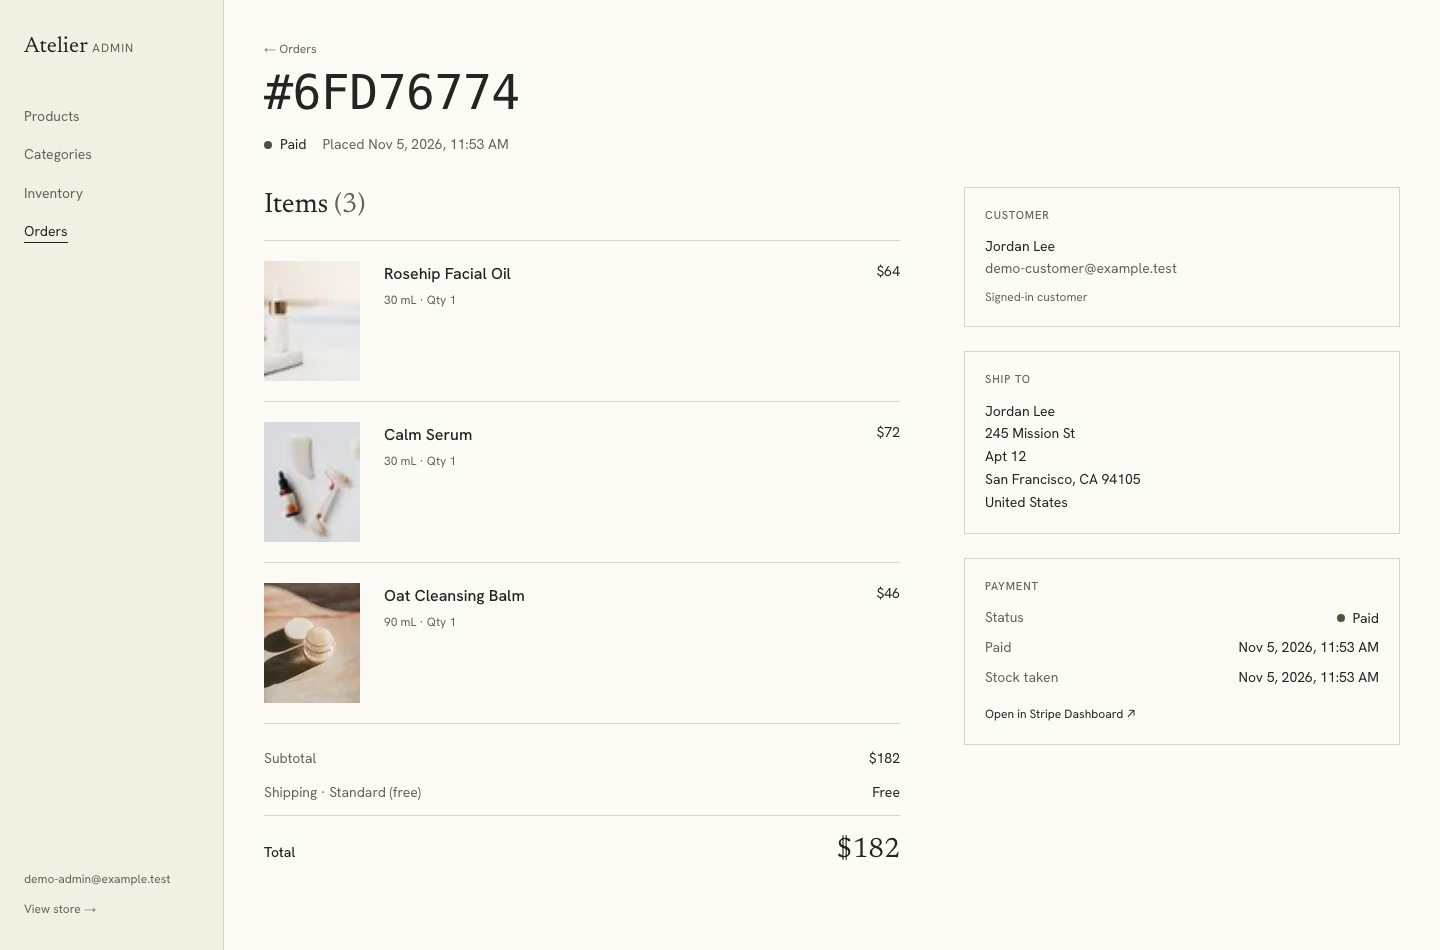 Atelier ADMIN
Products
Categories
Inventory
Orders
demo-admin@example.test
View store →
← Orders
#6FD76774
Paid Placed Nov 5, 2026, 11:53 AM
Items (3)
Rosehip Facial Oil $64
30 mL · Qty 1
Calm Serum $72
30 mL · Qty 1
Oat Cleansing Balm $46
90 mL · Qty 1
Subtotal $182
Shipping · Standard (free) Free
Total $182
CUSTOMER
Jordan Lee
demo-customer@example.test
Signed-in customer
SHIP TO
Jordan Lee
245 Mission St
Apt 12
San Francisco, CA 94105
United States
PAYMENT
Status Paid
Paid Nov 5, 2026, 11:53 AM
Stock taken Nov 5, 2026, 11:53 AM
Open in Stripe Dashboard ↗